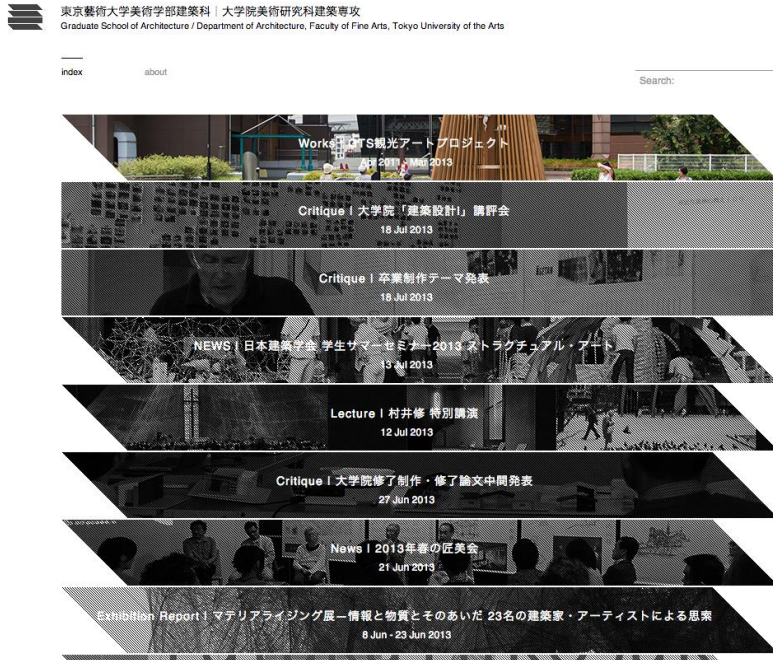 東京藝術大学美術学部建築科｜大学院美術研究科建築専攻
Graduate School of Architecture / Department of Architecture, Faculty of Fine Arts, Tokyo University of the Arts
index
about
Search:
Works | GTS観光アートプロジェクト
Apr 2011 - Mar 2013
Critique | 大学院「建築設計I」講評会
18 Jul 2013
Critique | 卒業制作テーマ発表
18 Jul 2013
NEWS | 日本建築学会 学生サマーセミナー2013 ストラクチュアル・アート
13 Jul 2013
Lecture | 村井修 特別講演
12 Jul 2013
Critique | 大学院修了制作・修了論文中間発表
27 Jun 2013
News | 2013年春の匠美会
21 Jun 2013
Exhibition Report | マテリアライジング展―情報と物質とそのあいだ 23名の建築家・アーティストによる思索
8 Jun - 23 Jun 2013